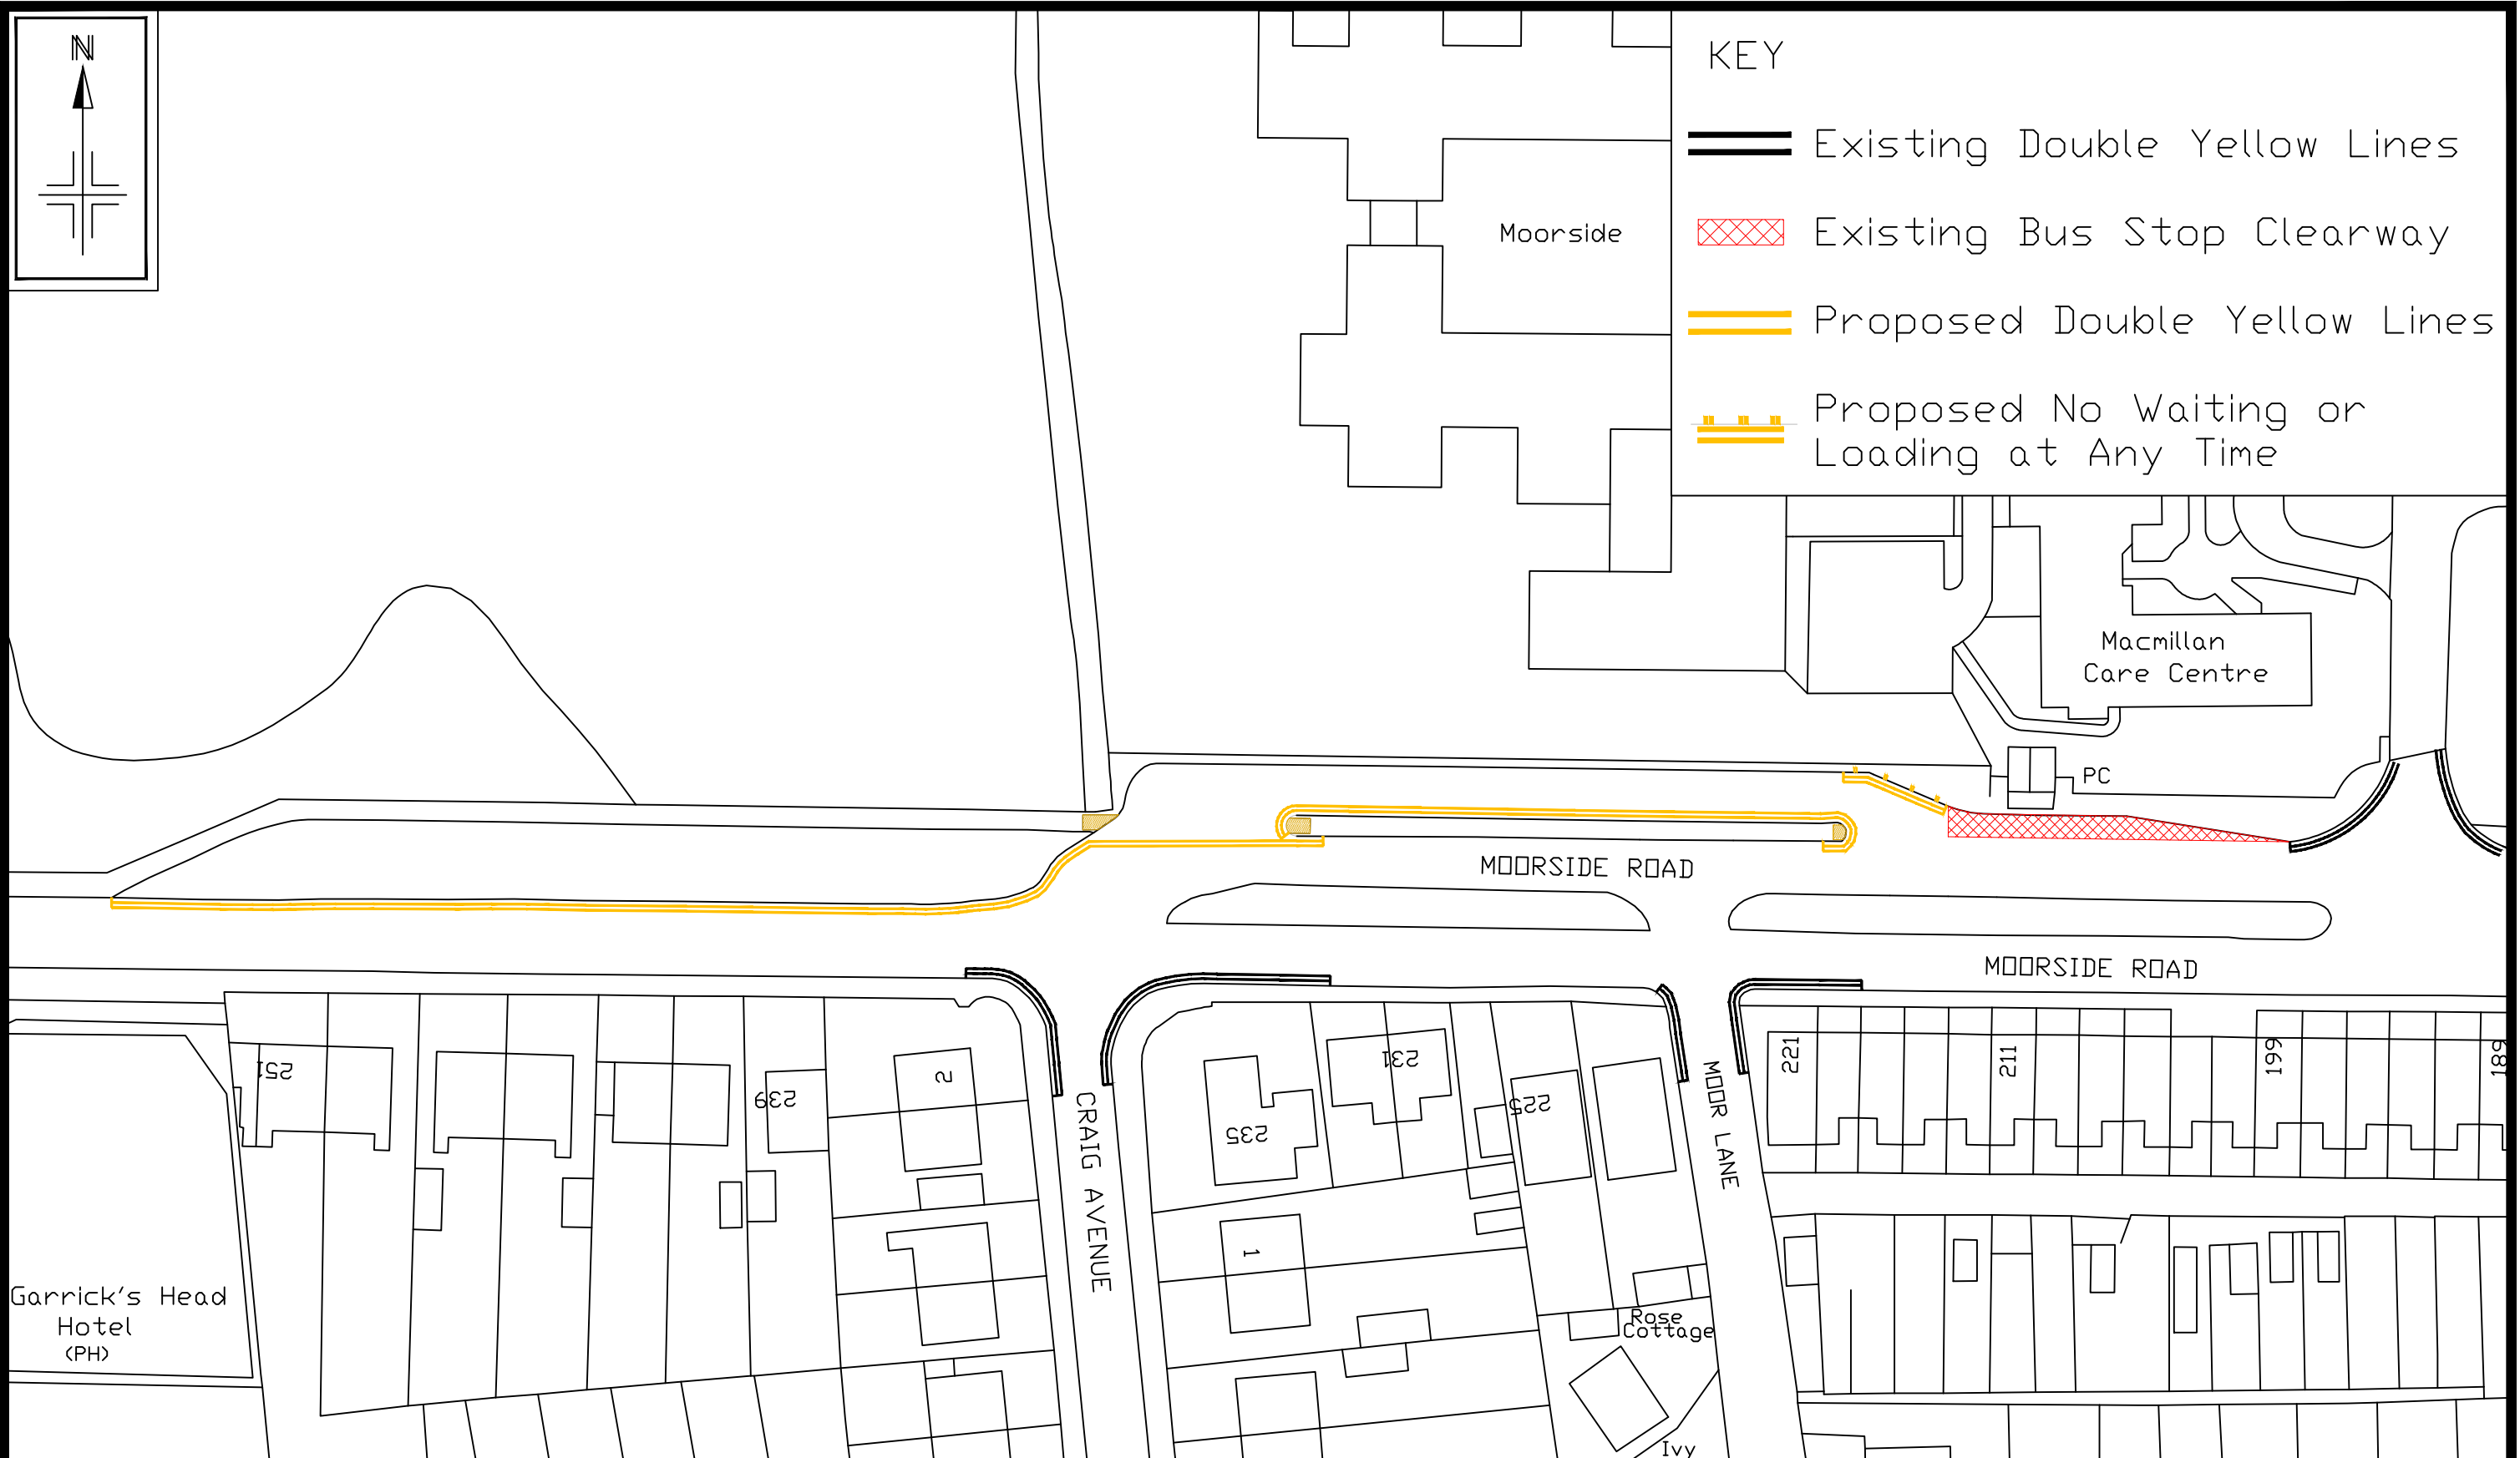 N
KEY
Existing Double Yellow Lines
Existing Bus Stop Clearway
Proposed Double Yellow Lines
Proposed No Waiting or
Loading at Any Time
Moorside
Macmillan
Care Centre
PC
MOORSIDE ROAD
MOORSIDE ROAD
251
239
2
CRAIG AVENUE
235
231
225
MOOR LANE
221
211
199
189
1
Garrick's Head
Hotel
(PH)
Rose
Cottage
Ivy